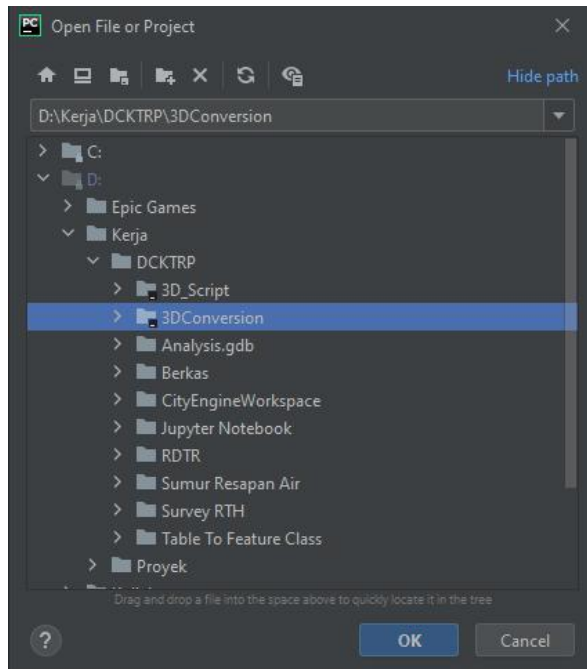 PC Open File or Project
Hide path
D:\Kerja\DCKTRP\3DConversion
C:
D:
Epic Games
Kerja
DCKTRP
3D_Script
3DConversion
Analysis.gdb
Berkas
CityEngineWorkspace
Jupyter Notebook
RDTR
Sumur Resapan Air
Survey RTH
Table To Feature Class
Proyek
Drag and drop a file into the space above to quickly locate it in the tree
? OK Cancel